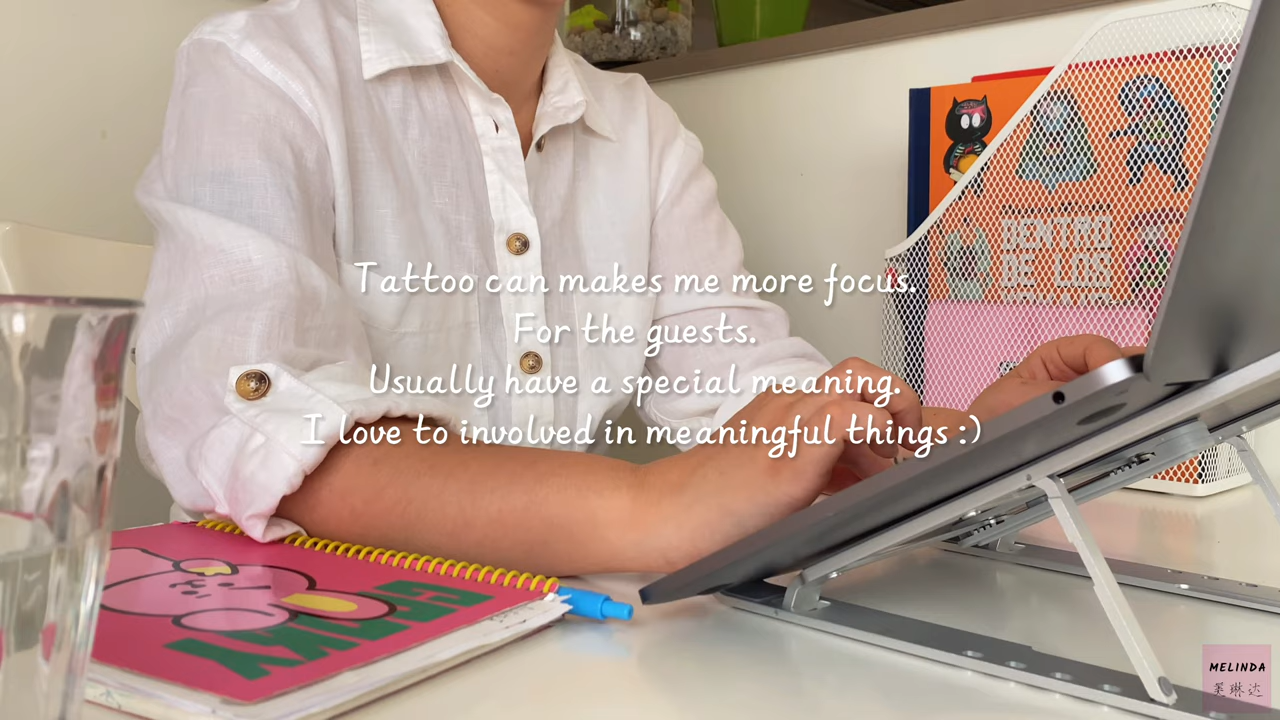 Tattoo can makes me more focus.
For the guests.
Usually have a special meaning.
I love to involved in meaningful things :)
DENTRO
DE LOS
CRAZY
MELINDA